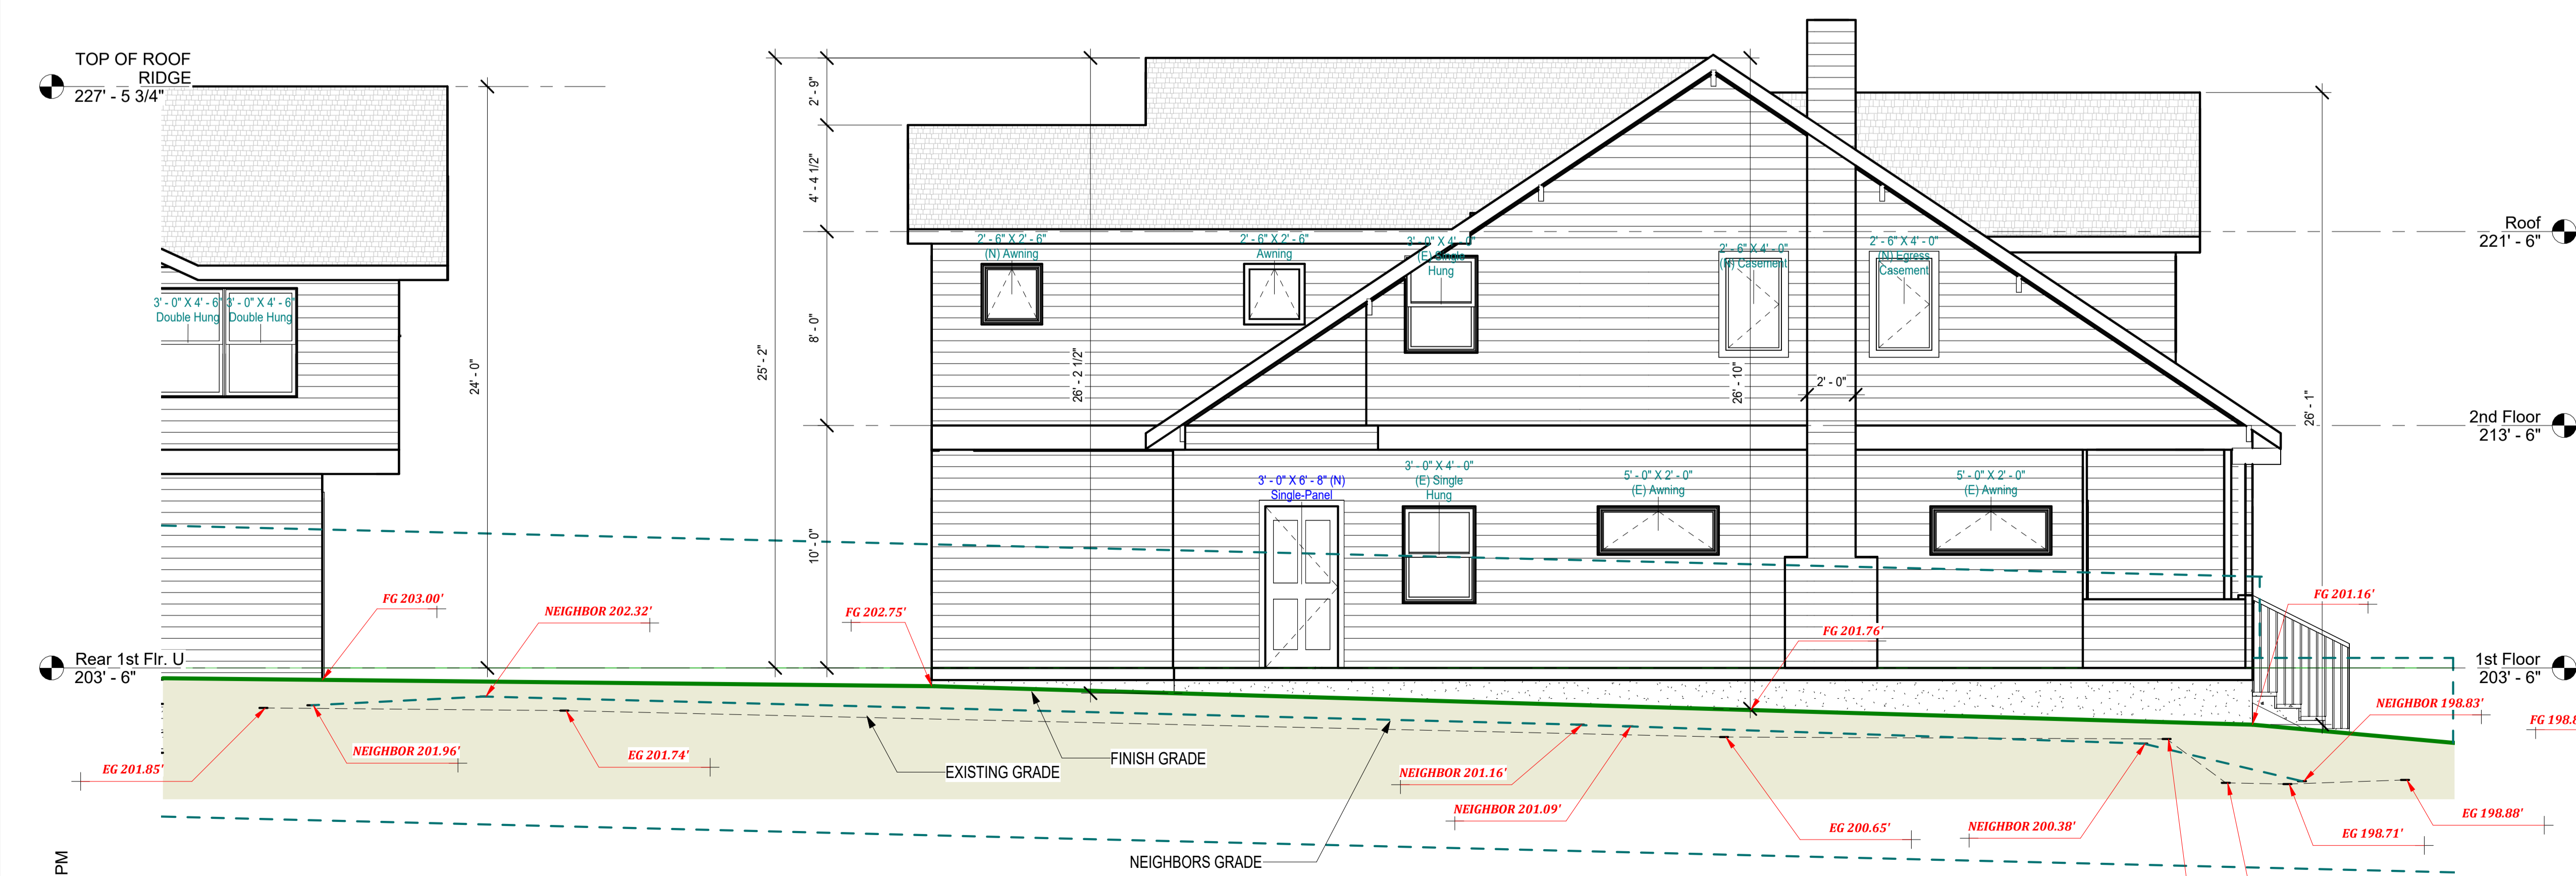 TOP OF ROOF
RIDGE
227' - 5 3/4"
Rear 1st Flr. U
203' - 6"
Roof
221' - 6"
2nd Floor
213' - 6"
1st Floor
203' - 6"
3' - 0" X 4' - 6"
Double Hung
3' - 0" X 4' - 6"
Double Hung
24' - 0"
25' - 2"
2' - 9"
4' - 4 1/2"
8' - 0"
10' - 0"
26' - 2 1/2"
26' - 10"
2' - 0"
26' - 1"
2' - 6" X 2' - 6"
(N) Awning
2' - 6" X 2' - 6"
Awning
3' - 0" X 4' - 0"
(E) Single
Hung
2' - 6" X 4' - 0"
Casement
2' - 6" X 4' - 0"
(N) Egress
Casement
3' - 0" X 6' - 8" (N)
Single-Panel
3' - 0" X 4' - 0"
(E) Single
Hung
5' - 0" X 2' - 0"
(E) Awning
5' - 0" X 2' - 0"
(E) Awning
FG 203.00'
NEIGHBOR 202.32'
FG 202.75'
FG 201.76'
FG 201.16'
EG 201.85'
NEIGHBOR 201.96'
EG 201.74'
EXISTING GRADE
FINISH GRADE
NEIGHBORS GRADE
NEIGHBOR 201.16'
NEIGHBOR 201.09'
EG 200.65'
NEIGHBOR 200.38'
NEIGHBOR 198.83'
FG 198.8
EG 198.71'
EG 198.88'
PM